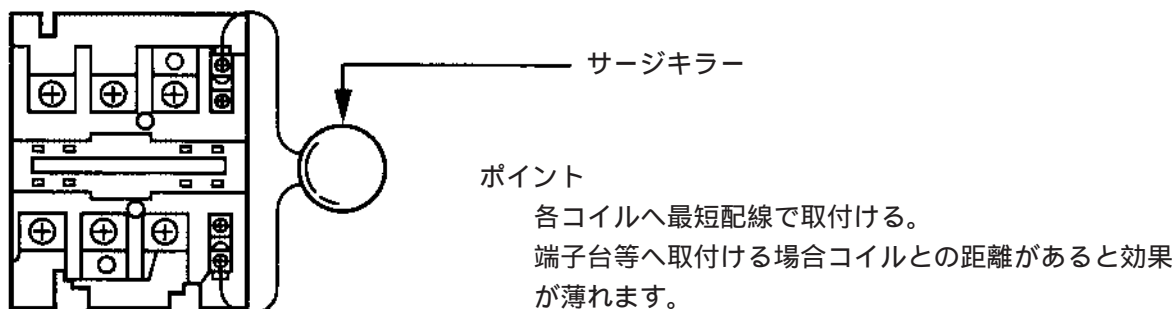 サージキラー
ポイント
各コイルへ最短配線で取付ける。
端子台等へ取付ける場合コイルとの距離があると効果
が薄れます。